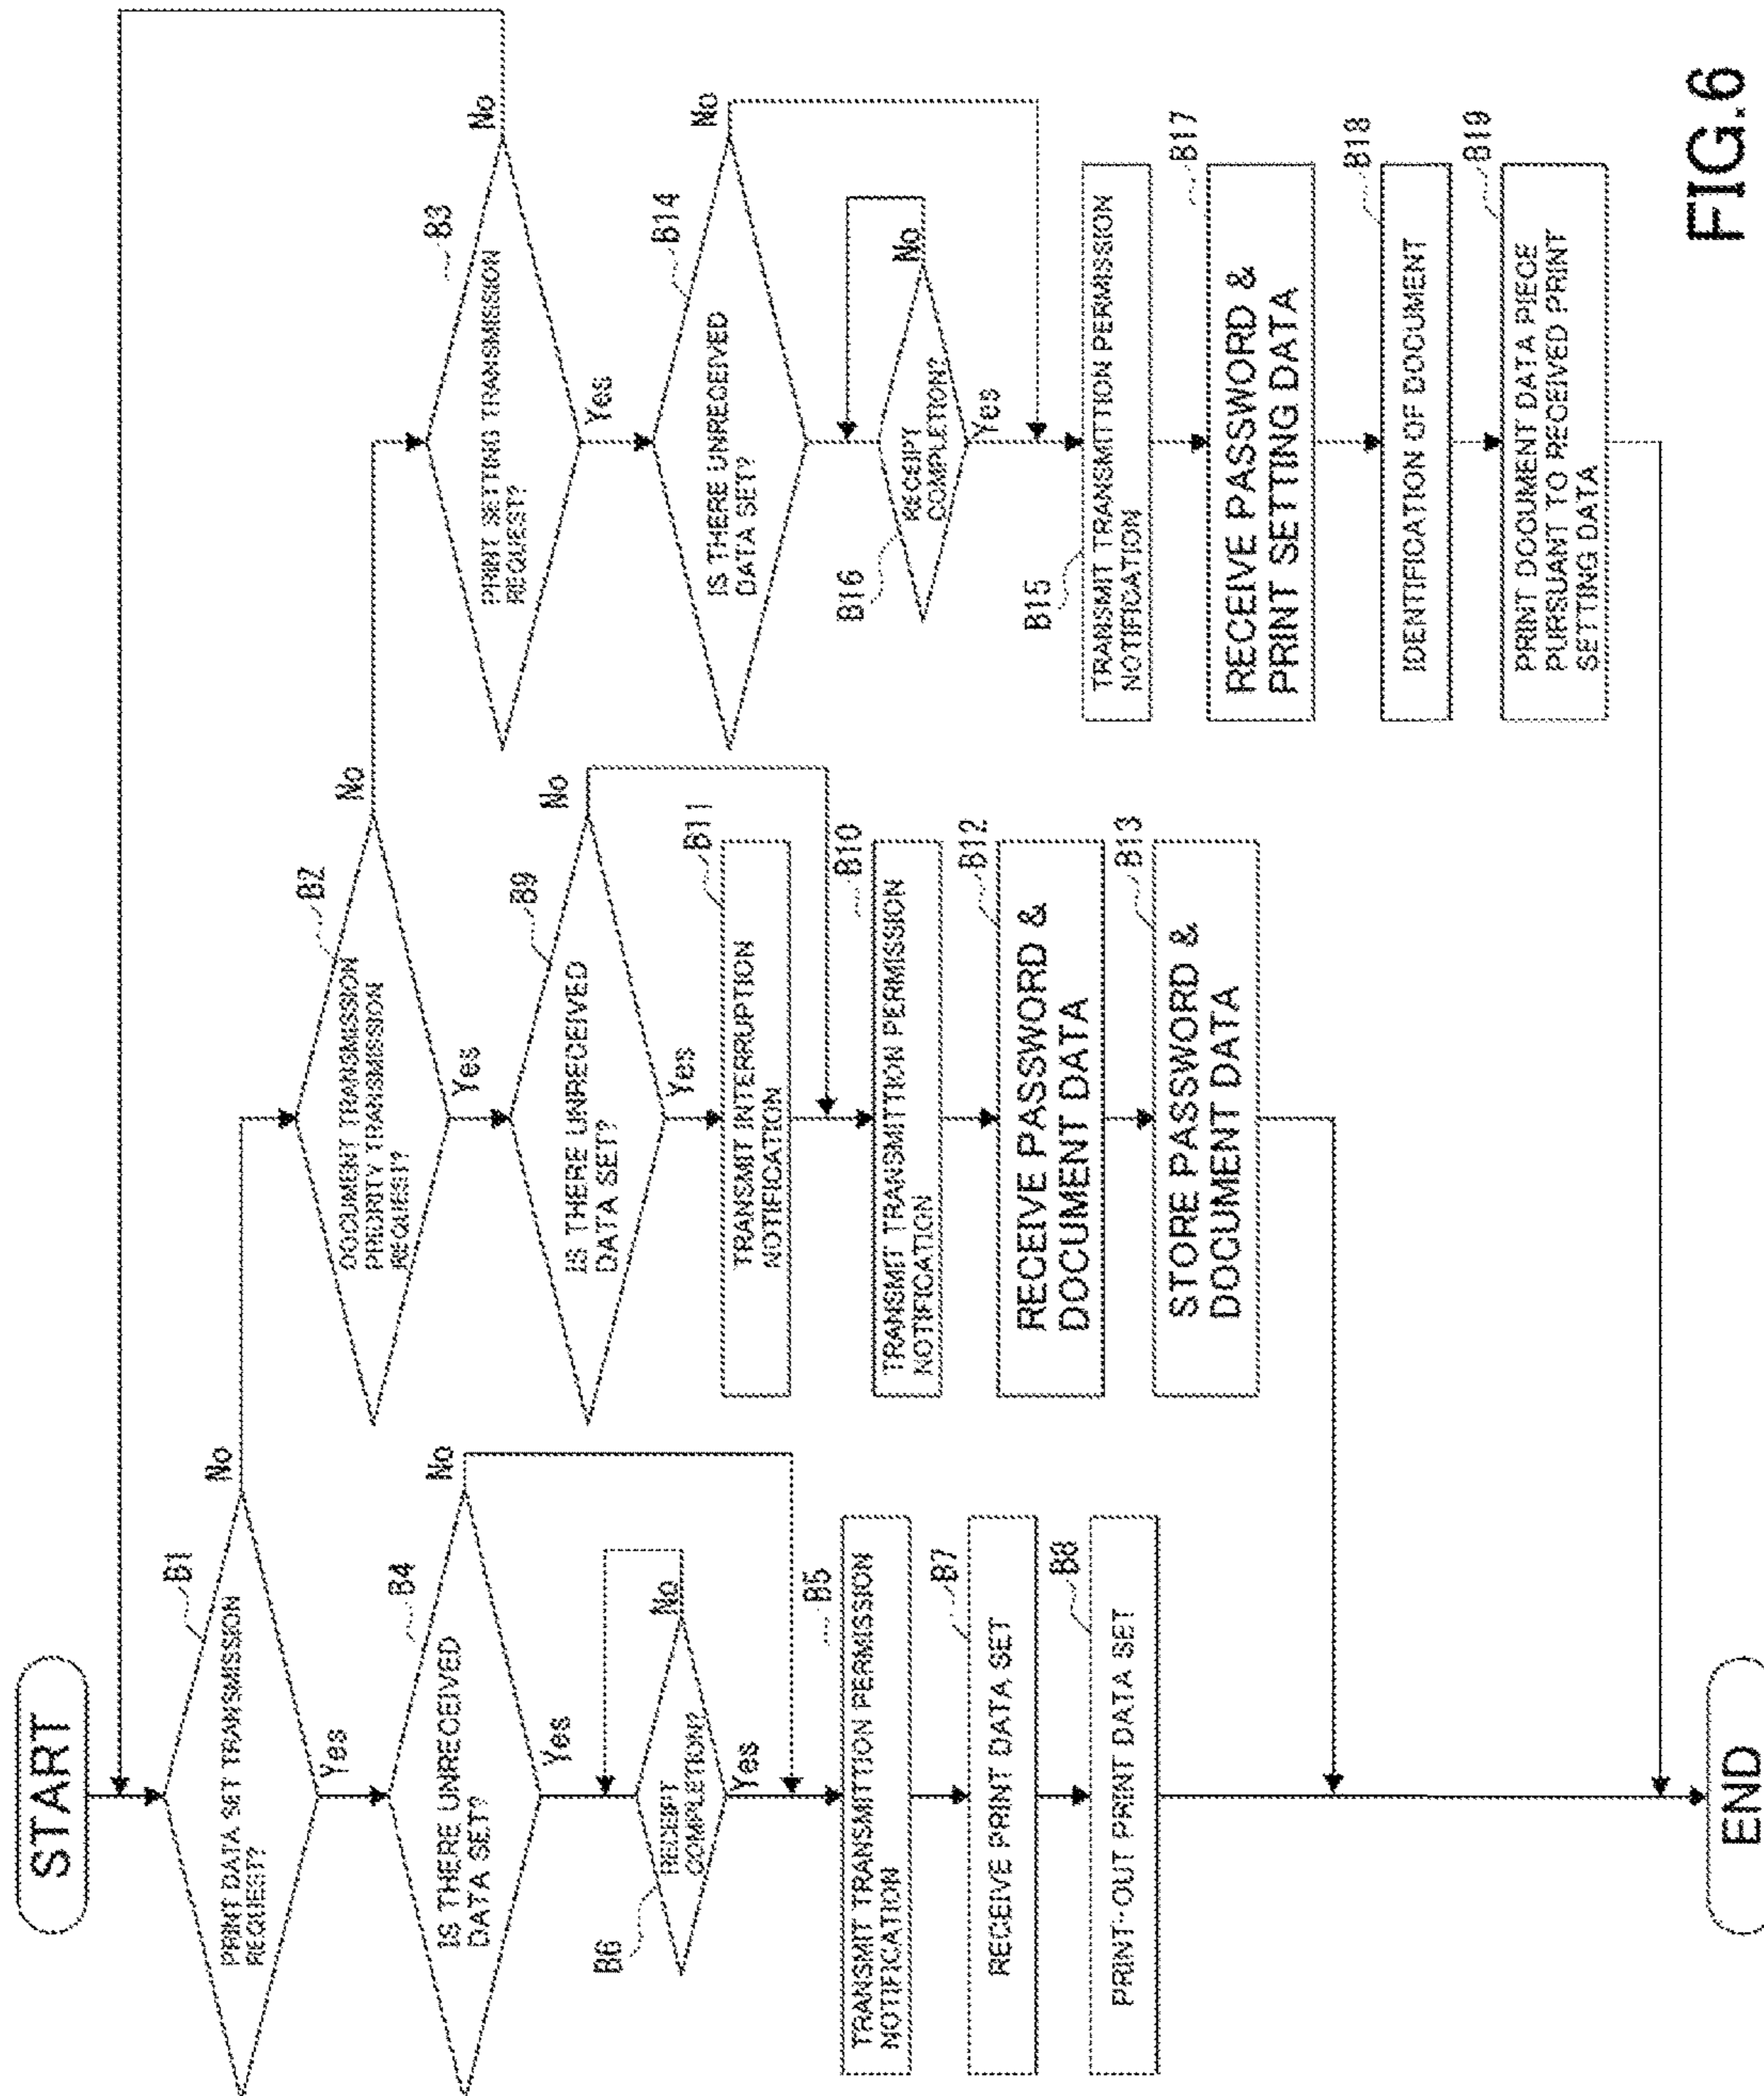 START
PRINT DATA SET TRANSMISSION
REQUEST?
B1
No
Yes
IS THERE UNRECEIVED
DATA SET?
B4
No
Yes
RECEIPT
COMPLETION?
B6
No
Yes
TRANSMIT TRANSMITTION PERMISSION
NOTIFICATION
B5
RECEIVE PRINT DATA SET
B7
PRINT-OUT PRINT DATA SET
B8
END
DOCUMENT TRANSMISSION
PRIORITY TRANSMISSION
REQUEST?
B2
No
Yes
IS THERE UNRECEIVED
DATA SET?
B9
No
Yes
TRANSMIT INTERRUPTION
NOTIFICATION
B11
TRANSMIT TRANSMITTION PERMISSION
NOTIFICATION
B10
RECEIVE PASSWORD &
DOCUMENT DATA
B12
STORE PASSWORD &
DOCUMENT DATA
B13
PRINT SETTING TRANSMISSION
REQUEST?
B3
No
Yes
IS THERE UNRECEIVED
DATA SET?
B14
No
RECEIPT
COMPLETION?
B16
No
Yes
TRANSMIT TRANSMITTION PERMISSION
NOTIFICATION
B15
RECEIVE PASSWORD &
PRINT SETTING DATA
B17
IDENTIFICATION OF DOCUMENT
B18
PRINT DOCUMENT DATA PIECE
PURSUANT TO RECEIVED PRINT
SETTING DATA
B19
FIG.6